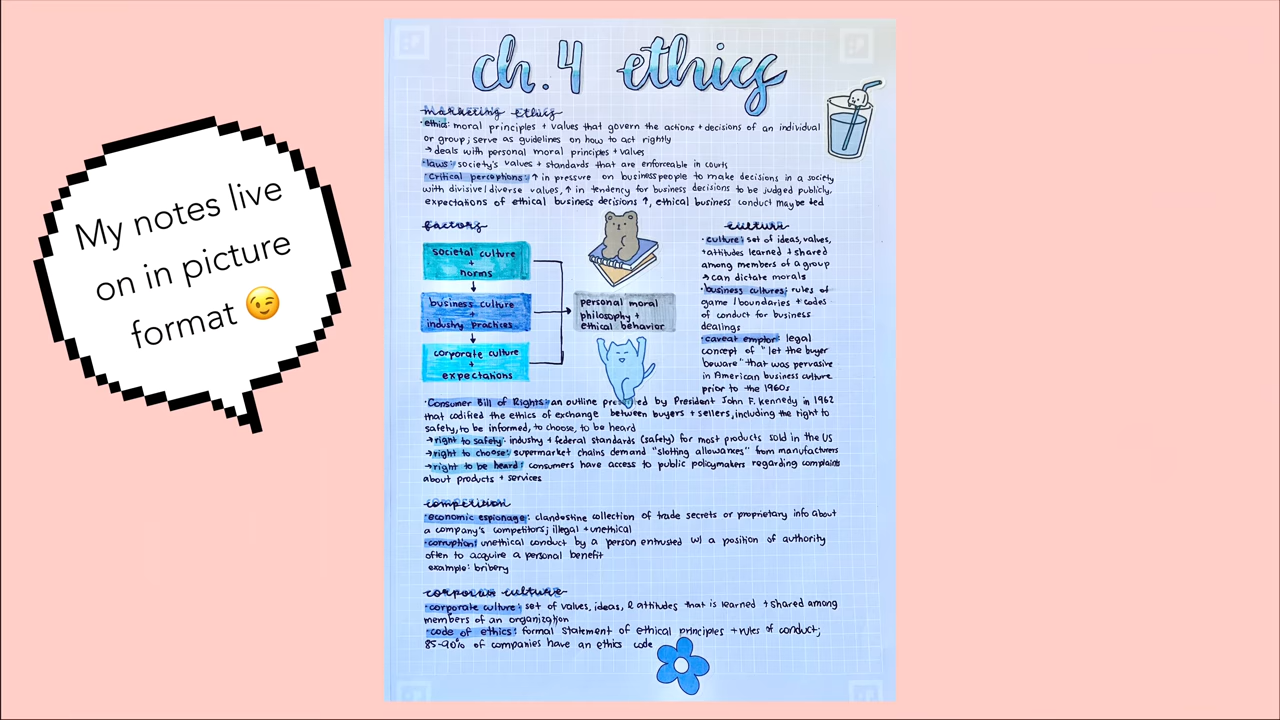 My notes live
on in picture
format 😉
ch. 4 ethics
marketing ethics
·ethics: moral principles + values that govern the actions + decisions of an individual
or group; serve as guidelines on how to act rightly
→ deals with personal moral principles + values
·laws: society's values + standards that are enforceable in courts
·critical perceptions: ↑ in pressure on businesspeople to make decisions in a society
with divisive/diverse values, ↑ in tendency for business decisions to be judged publicly,
expectations of ethical business decisions ↑, ethical business conduct may be ↓ed
factors
societal culture
+
norms
business culture
+
industry practices
corporate culture
+
expectations
personal moral
philosophy +
ethical behavior
culture
·culture: set of ideas, values,
+attitudes learned + shared
among members of a group
→ can dictate morals
·business cultures: rules of
game/boundaries + codes
of conduct for business
dealings
·caveat emptor: legal
concept of "let the buyer
beware" that was pervasive
in American business culture
prior to the 1960s
·Consumer Bill of Rights: an outline presented by President John F. Kennedy in 1962
that codified the ethics of exchange between buyers + sellers, including the right to
safety, to be informed, to choose, to be heard
→ right to safety: industry + federal standards (safety) for most products sold in the US
→ right to choose: supermarket chains demand "slotting allowances" from manufacturers
→ right to be heard: consumers have access to public policymakers regarding complaints
about products + services
competition
·economic espionage: clandestine collection of trade secrets or proprietary info about
a company's competitors; illegal + unethical
·corruption: unethical conduct by a person entrusted w/ a position of authority
often to acquire a personal benefit
example: bribery
corporate culture
·corporate culture: set of values, ideas, & attitudes that is learned + shared among
members of an organization
·code of ethics: formal statement of ethical principles + rules of conduct;
85-90% of companies have an ethics code